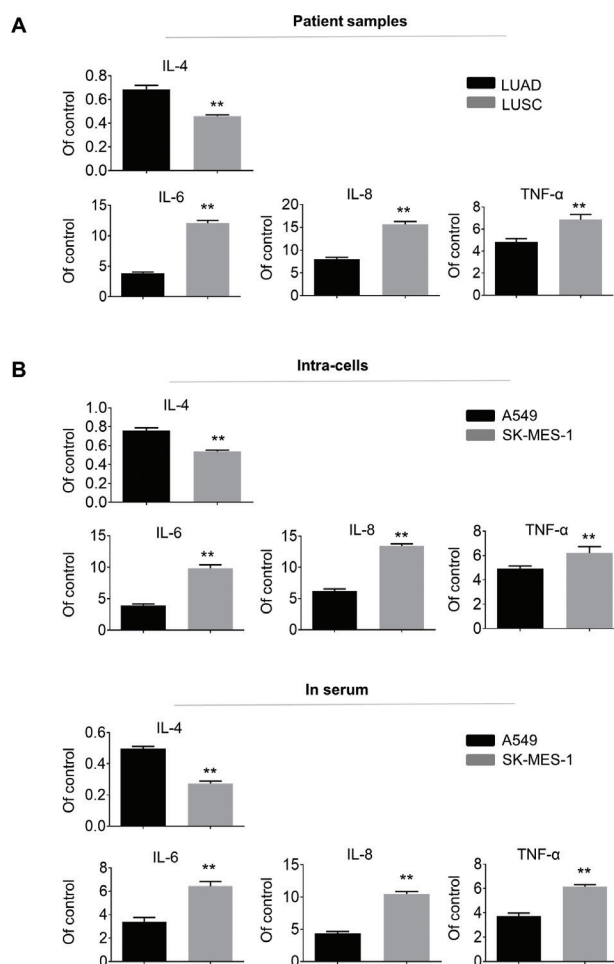 A
Patient samples
IL-4
Of control
0.8
0.6
0.4
0.2
0.0
**
LUAD
LUSC
IL-6
Of control
15
10
5
0
**
IL-8
Of control
20
15
10
5
0
**
TNF-α
Of control
8
6
4
2
0
**
B
Intra-cells
IL-4
Of control
1.0
0.8
0.6
0.4
0.2
0.0
**
A549
SK-MES-1
IL-6
Of control
15
10
5
0
**
IL-8
Of control
15
10
5
0
**
TNF-α
Of control
8
6
4
2
0
**
In serum
IL-4
Of control
0.6
0.4
0.2
0.0
**
A549
SK-MES-1
IL-6
Of control
8
6
4
2
0
**
IL-8
Of control
15
10
5
0
**
TNF-α
Of control
8
6
4
2
0
**